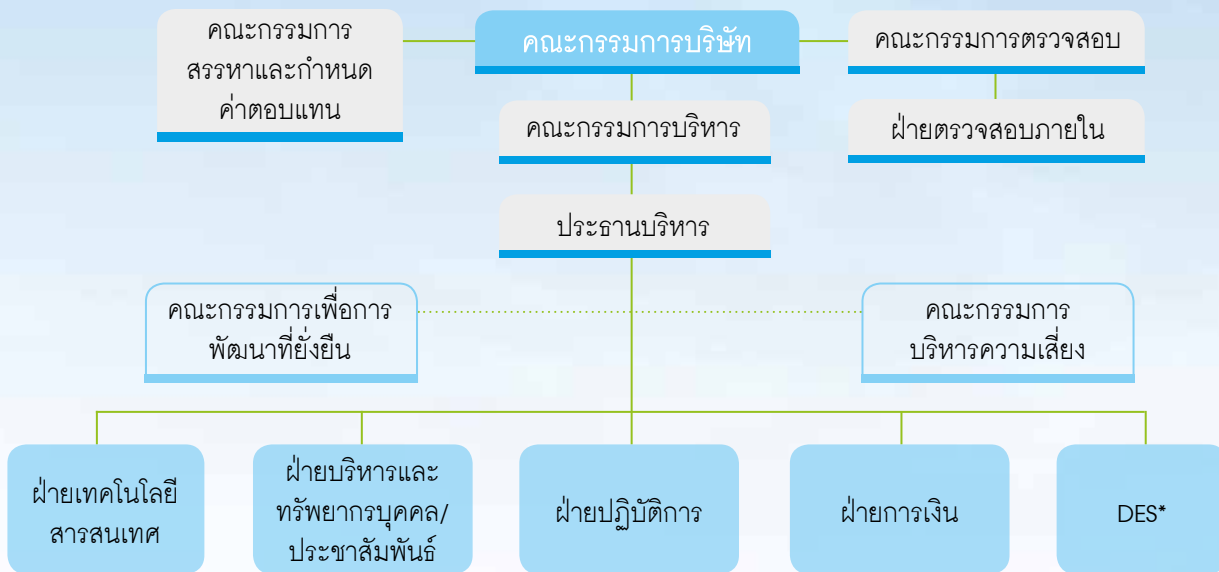 คณะกรรมการ
สรรหาและกำหนด
ค่าตอบแทน
คณะกรรมการบริษัท
คณะกรรมการตรวจสอบ
คณะกรรมการบริหาร
ฝ่ายตรวจสอบภายใน
ประธานบริหาร
คณะกรรมการเพื่อการ
พัฒนาที่ยั่งยืน
คณะกรรมการ
บริหารความเสี่ยง
ฝ่ายเทคโนโลยี
สารสนเทศ
ฝ่ายบริหารและ
ทรัพยากรบุคคล/
ประชาสัมพันธ์
ฝ่ายปฏิบัติการ
ฝ่ายการเงิน
DES*